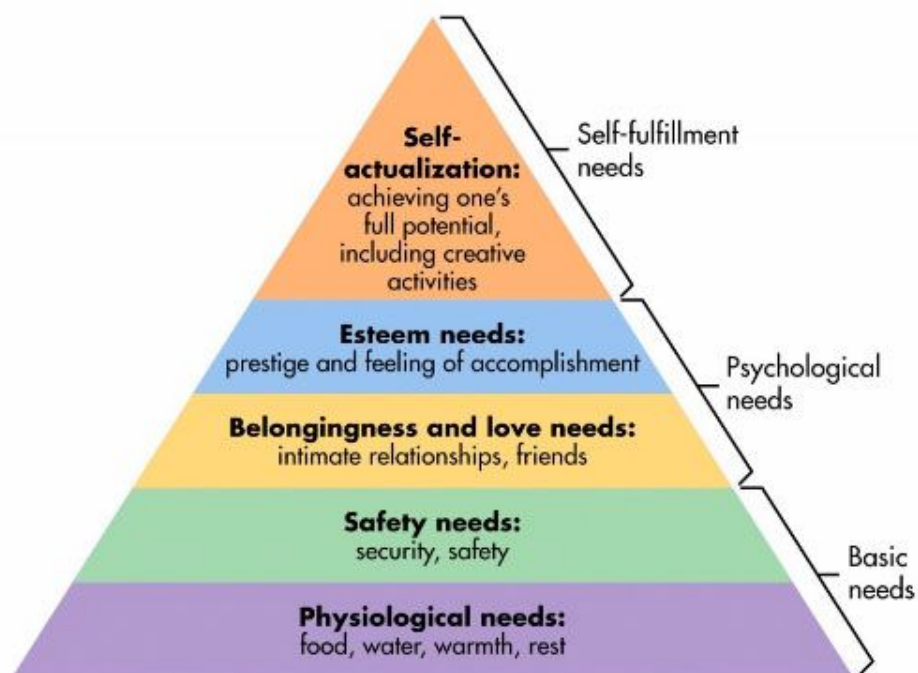 Self-
actualization:
achieving one's
full potential,
including creative
activities
Self-fulfillment
needs
Esteem needs:
prestige and feeling of accomplishment
Psychological
needs
Belongingness and love needs:
intimate relationships, friends
Safety needs:
security, safety
Basic
needs
Physiological needs:
food, water, warmth, rest